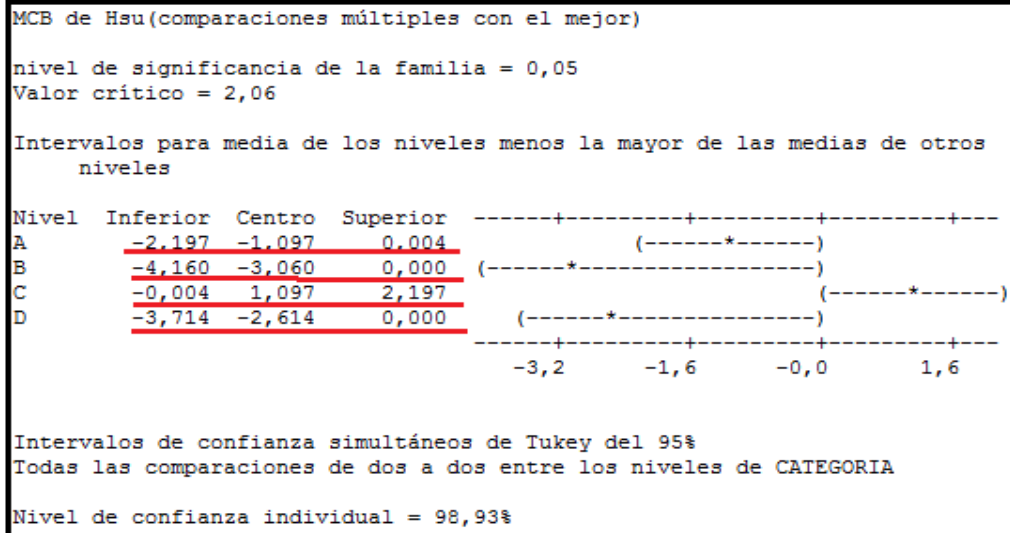 MCB de Hsu(comparaciones múltiples con el mejor)
nivel de significancia de la familia = 0,05
Valor crítico = 2,06
Intervalos para media de los niveles menos la mayor de las medias de otros
niveles
Nivel Inferior Centro Superior ------+---------+---------+---------+---
A -2,197 -1,097 0,004 (------*------)
B -4,160 -3,060 0,000 (------*------------------)
C -0,004 1,097 2,197 (------*------)
D -3,714 -2,614 0,000 (------*---------------)
------+---------+---------+---------+---
-3,2 -1,6 -0,0 1,6
Intervalos de confianza simultáneos de Tukey del 95%
Todas las comparaciones de dos a dos entre los niveles de CATEGORIA
Nivel de confianza individual = 98,93%